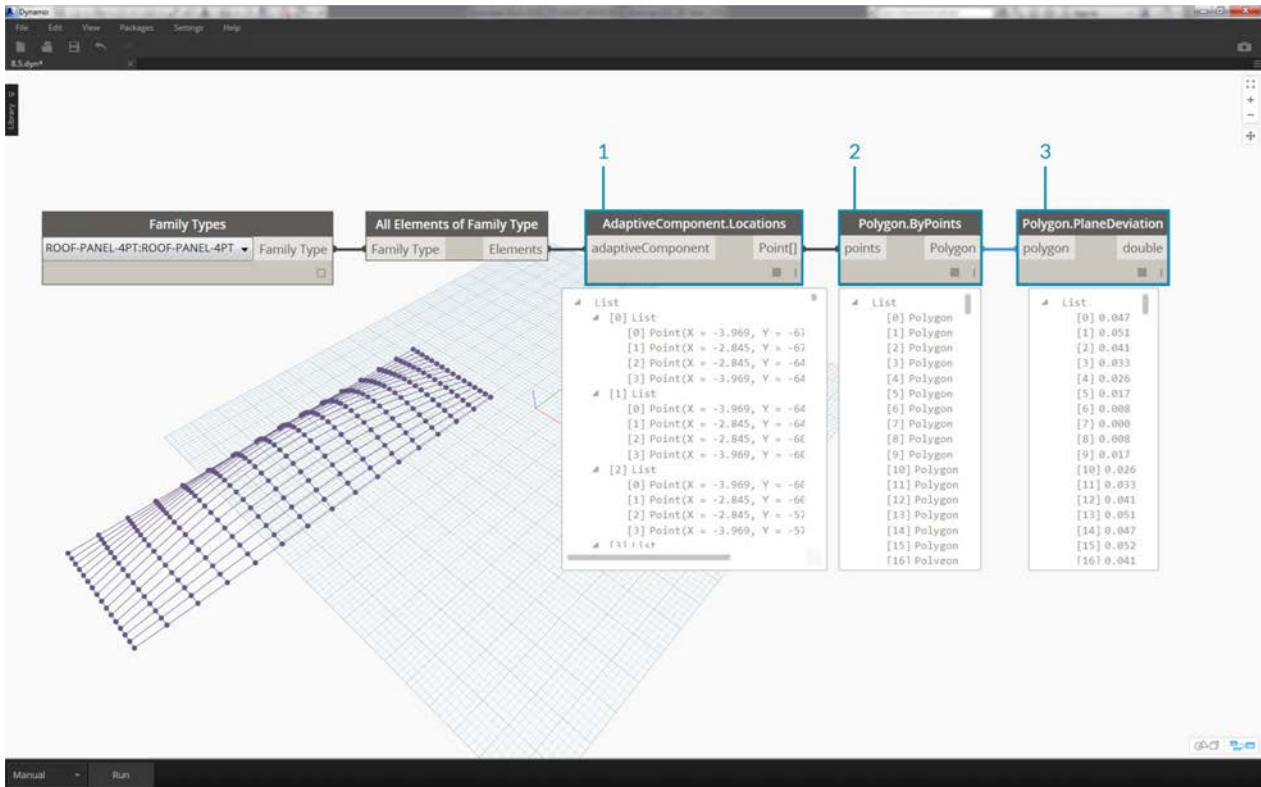 Dynamo
File Edit View Packages Settings Help
8.5.dyn*
Library
1
2
3
Family Types
ROOF-PANEL-4PT:ROOF-PANEL-4PT
Family Type
All Elements of Family Type
Family Type
Elements
AdaptiveComponent.Locations
adaptiveComponent
Point[]
Polygon.ByPoints
points
Polygon
Polygon.PlaneDeviation
polygon
double
List
[0] List
[0] Point(X = -3.969, Y = -67
[1] Point(X = -2.845, Y = -67
[2] Point(X = -2.845, Y = -64
[3] Point(X = -3.969, Y = -64
[1] List
[0] Point(X = -3.969, Y = -64
[1] Point(X = -2.845, Y = -64
[2] Point(X = -2.845, Y = -60
[3] Point(X = -3.969, Y = -60
[2] List
[0] Point(X = -3.969, Y = -60
[1] Point(X = -2.845, Y = -60
[2] Point(X = -2.845, Y = -57
[3] Point(X = -3.969, Y = -57
[3] List
List
[0] Polygon
[1] Polygon
[2] Polygon
[3] Polygon
[4] Polygon
[5] Polygon
[6] Polygon
[7] Polygon
[8] Polygon
[9] Polygon
[10] Polygon
[11] Polygon
[12] Polygon
[13] Polygon
[14] Polygon
[15] Polygon
[16] Polygon
List
[0] 0.047
[1] 0.051
[2] 0.041
[3] 0.033
[4] 0.026
[5] 0.017
[6] 0.008
[7] 0.000
[8] 0.008
[9] 0.017
[10] 0.026
[11] 0.033
[12] 0.041
[13] 0.051
[14] 0.047
[15] 0.052
[16] 0.041
Manual
Run